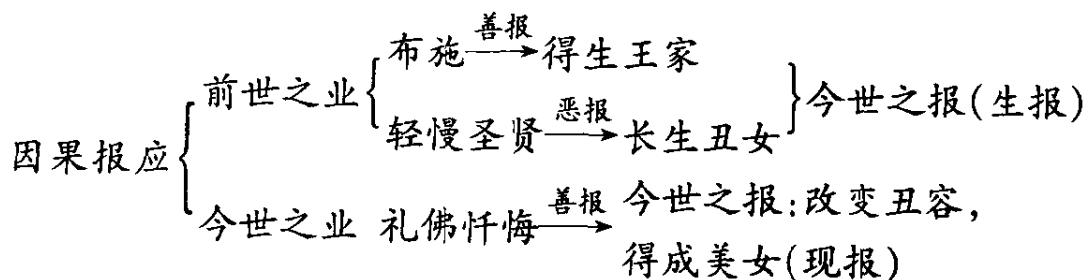 善报
布施 得生王家
前世之业
恶报
今世之报(生报)
轻慢圣贤 长生丑女
因果报应
善报
今世之业 礼佛忏悔 今世之报:改变丑容,
得成美女(现报)